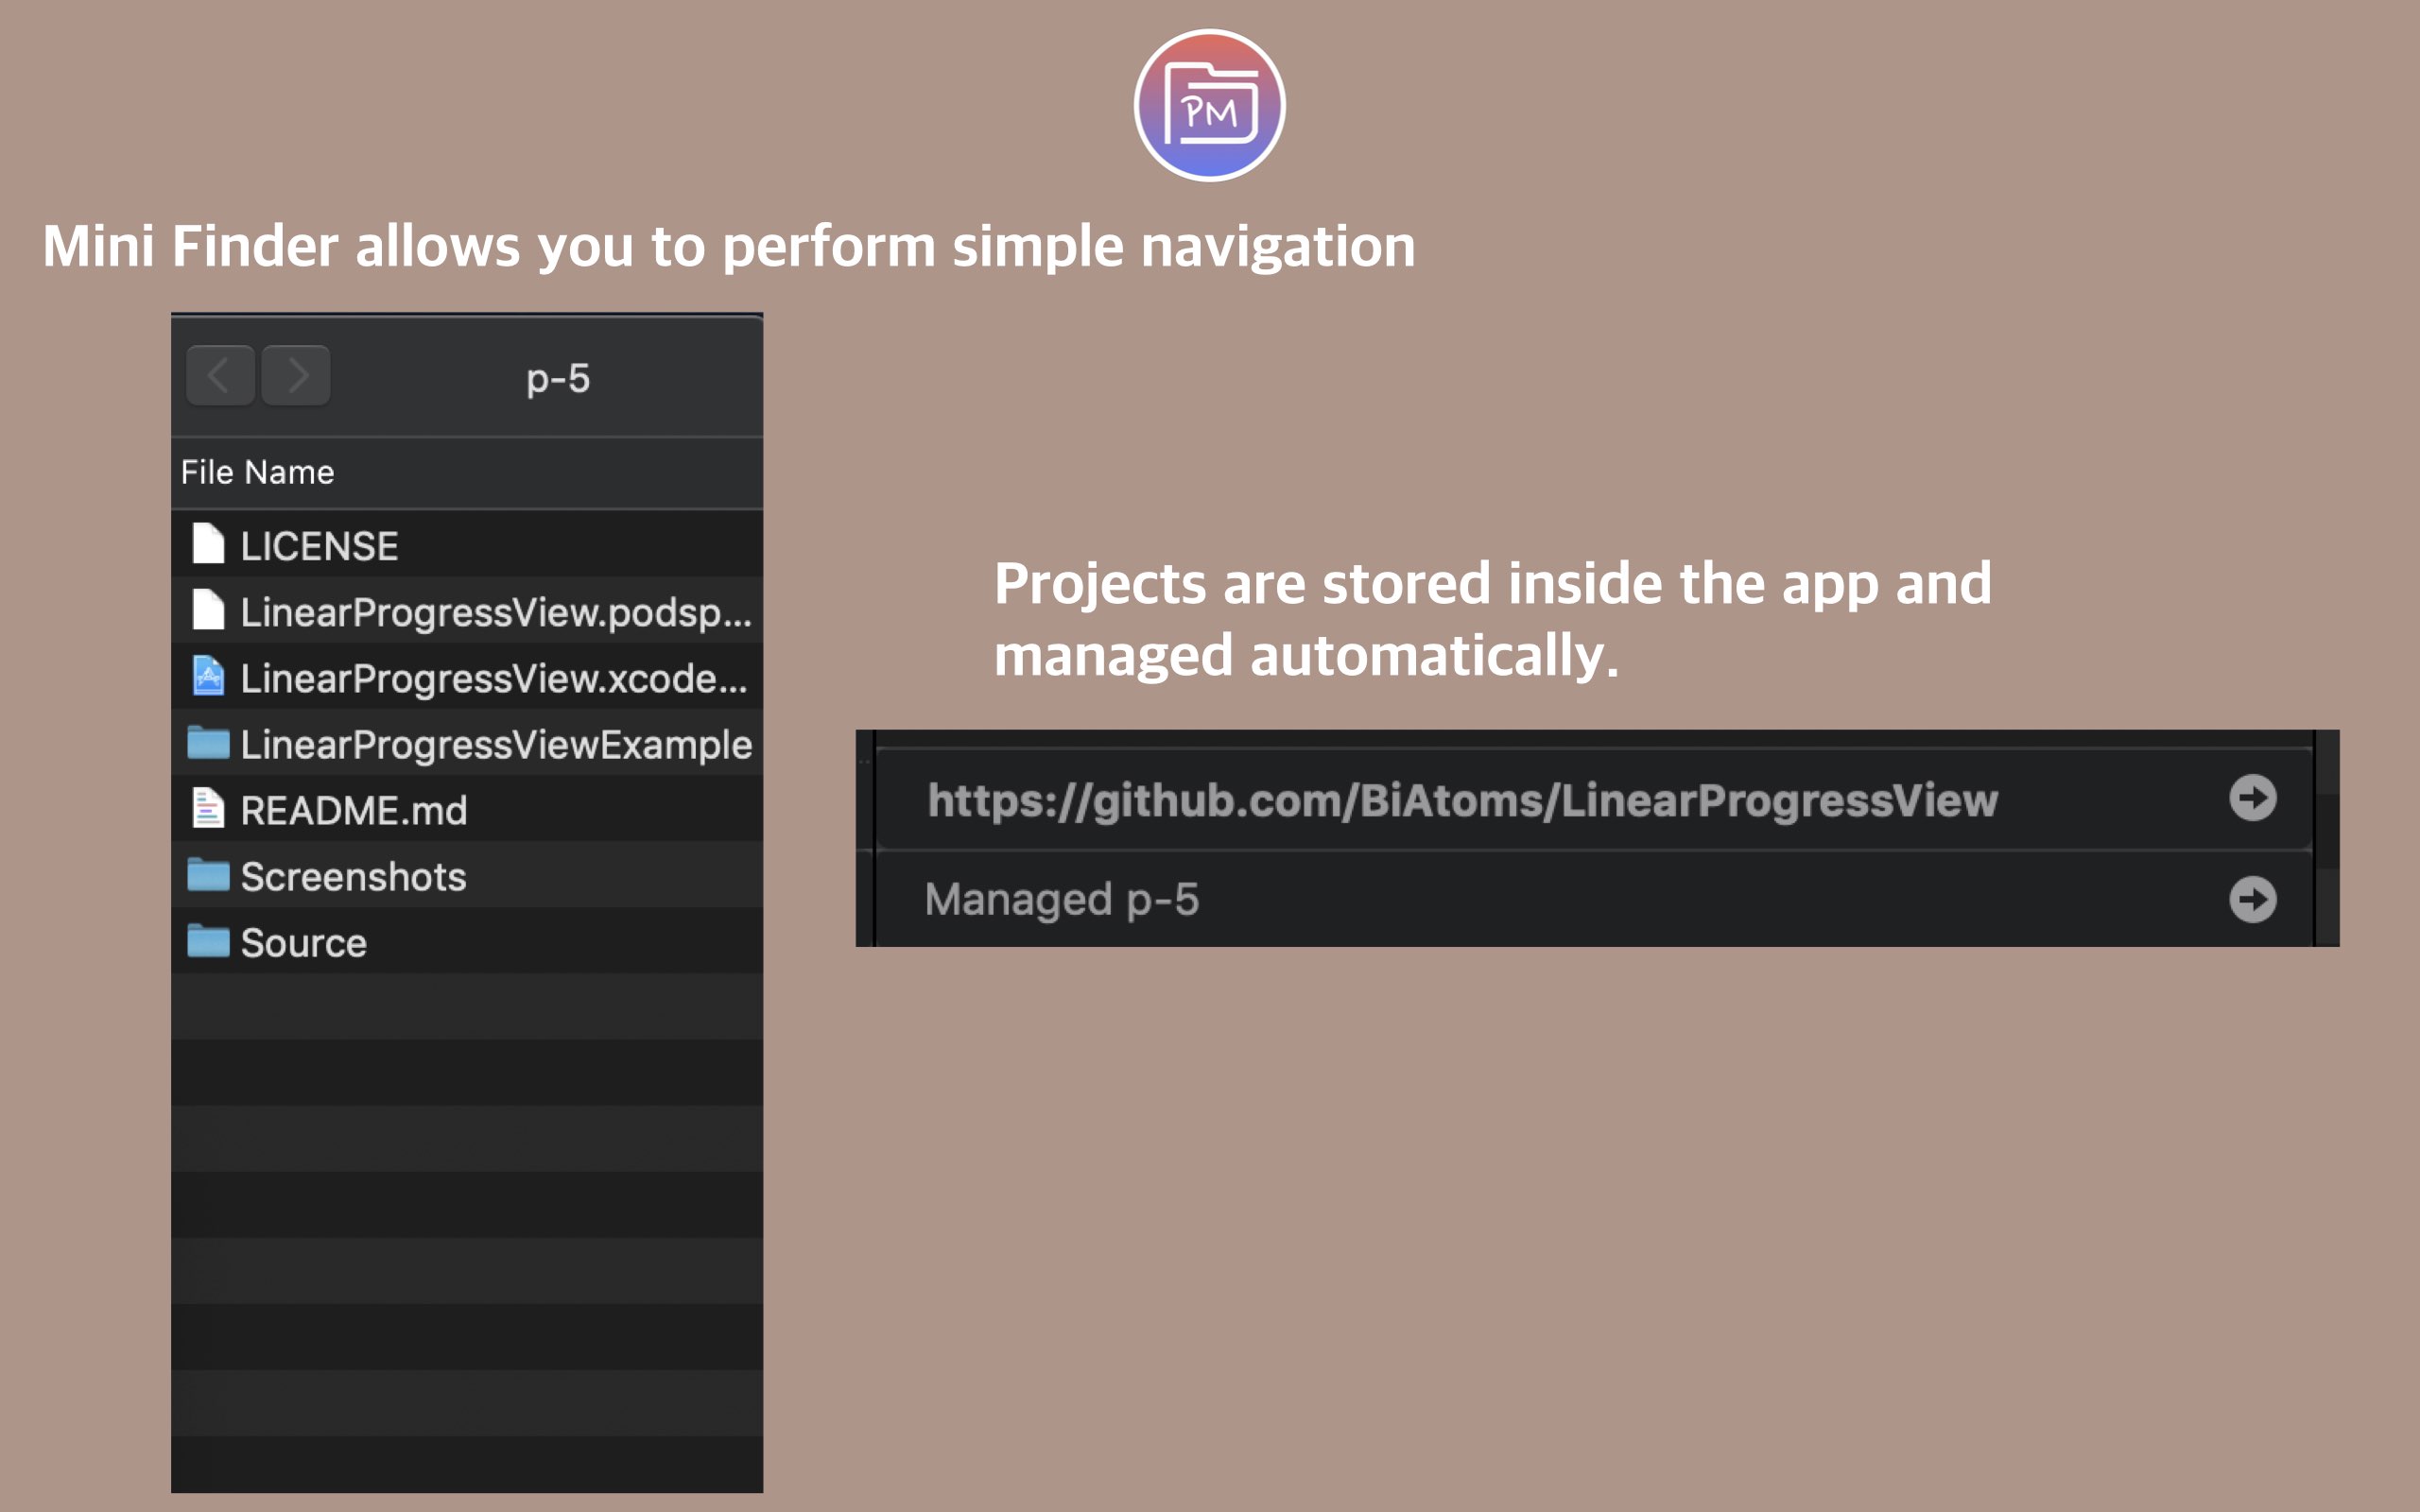 PM
Mini Finder allows you to perform simple navigation
p-5
File Name
LICENSE
LinearProgressView.podsp...
LinearProgressView.xcode...
LinearProgressViewExample
README.md
Screenshots
Source
Projects are stored inside the app and
managed automatically.
https://github.com/BiAtoms/LinearProgressView
Managed p-5